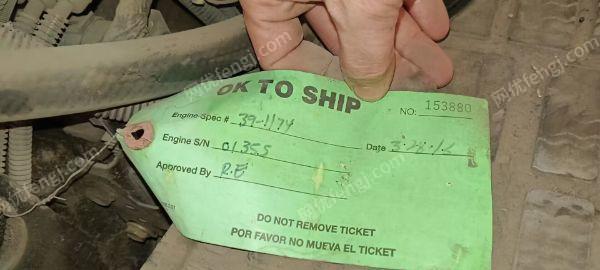 OK TO SHIP
NO: 153880
Engine Spec # 39-1174
Engine S/N 01355
Date
Approved By R.E
DO NOT REMOVE TICKET
POR FAVOR NO MUEVA EL TICKET